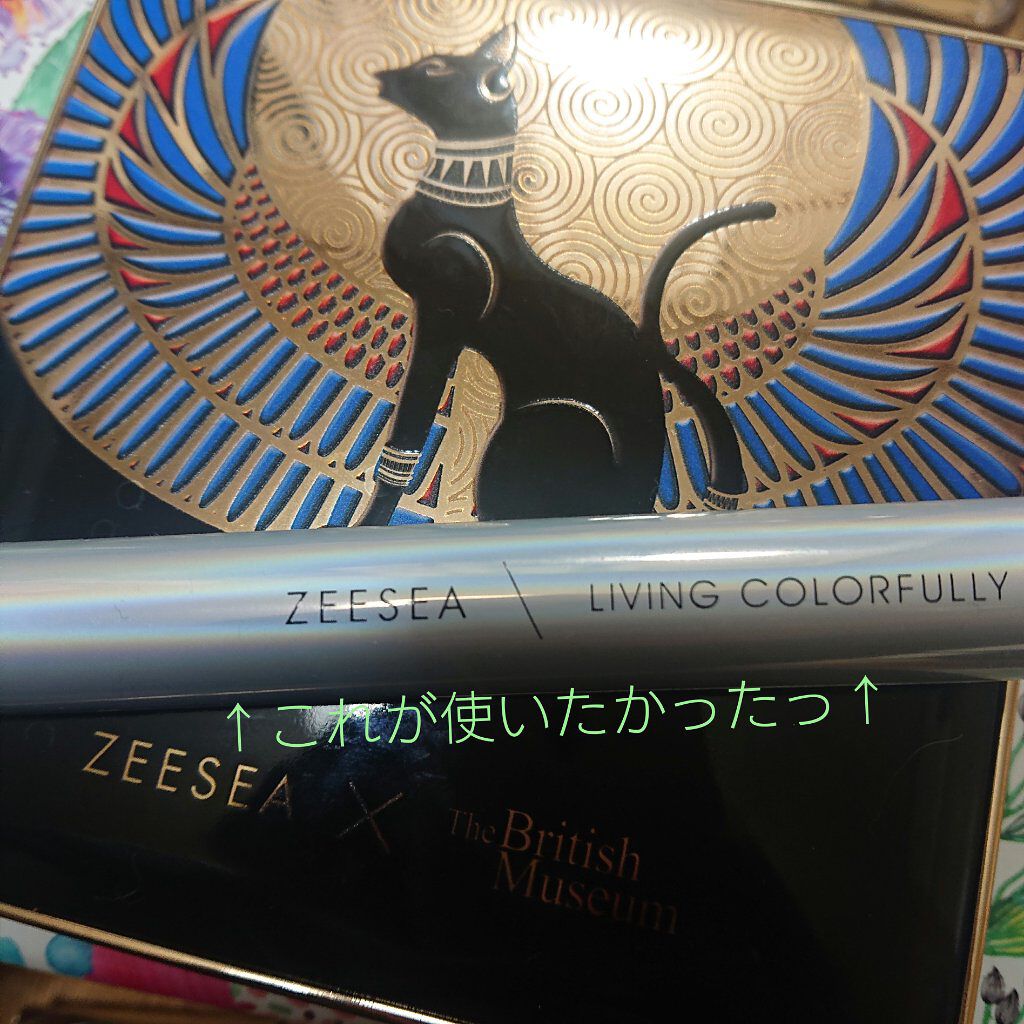 ZEESEA \ LIVING COLORFULLY
↑これが使いたかったっ↑
ZEESEA X The British Museum